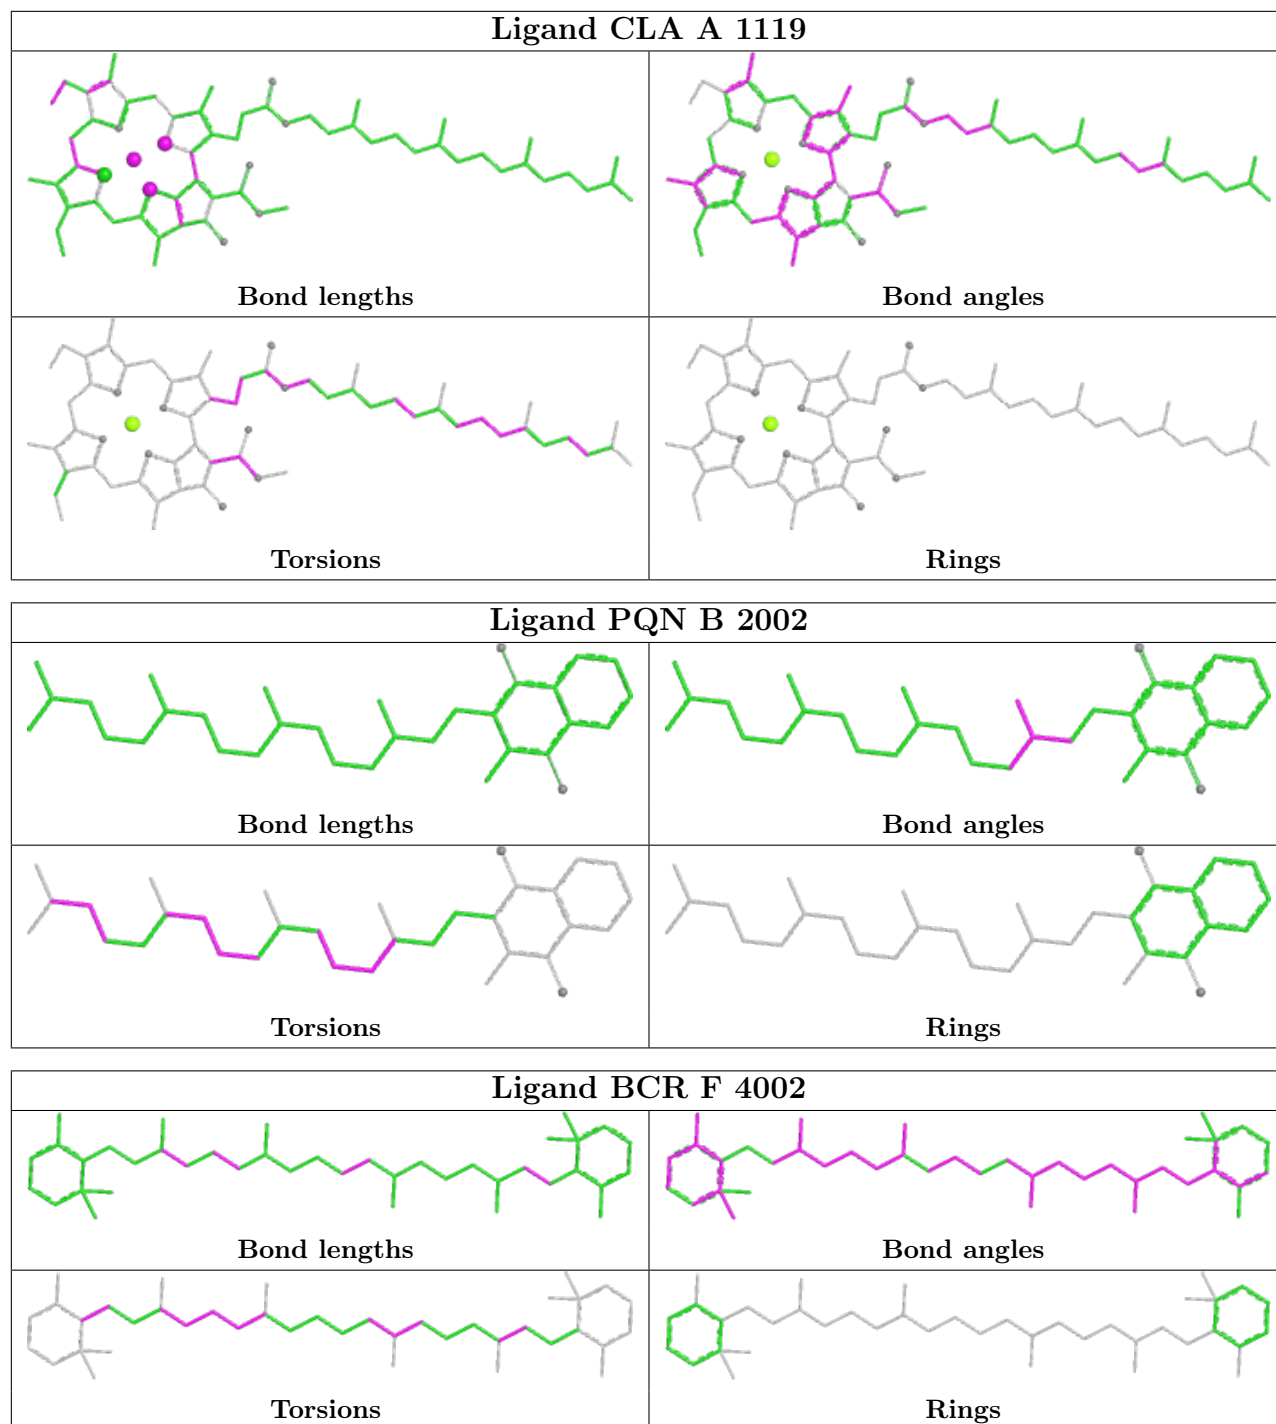 Ligand CLA A 1119
Bond lengths
Bond angles
Torsions
Rings
Ligand PQN B 2002
Bond lengths
Bond angles
Torsions
Rings
Ligand BCR F 4002
Bond lengths
Bond angles
Torsions
Rings